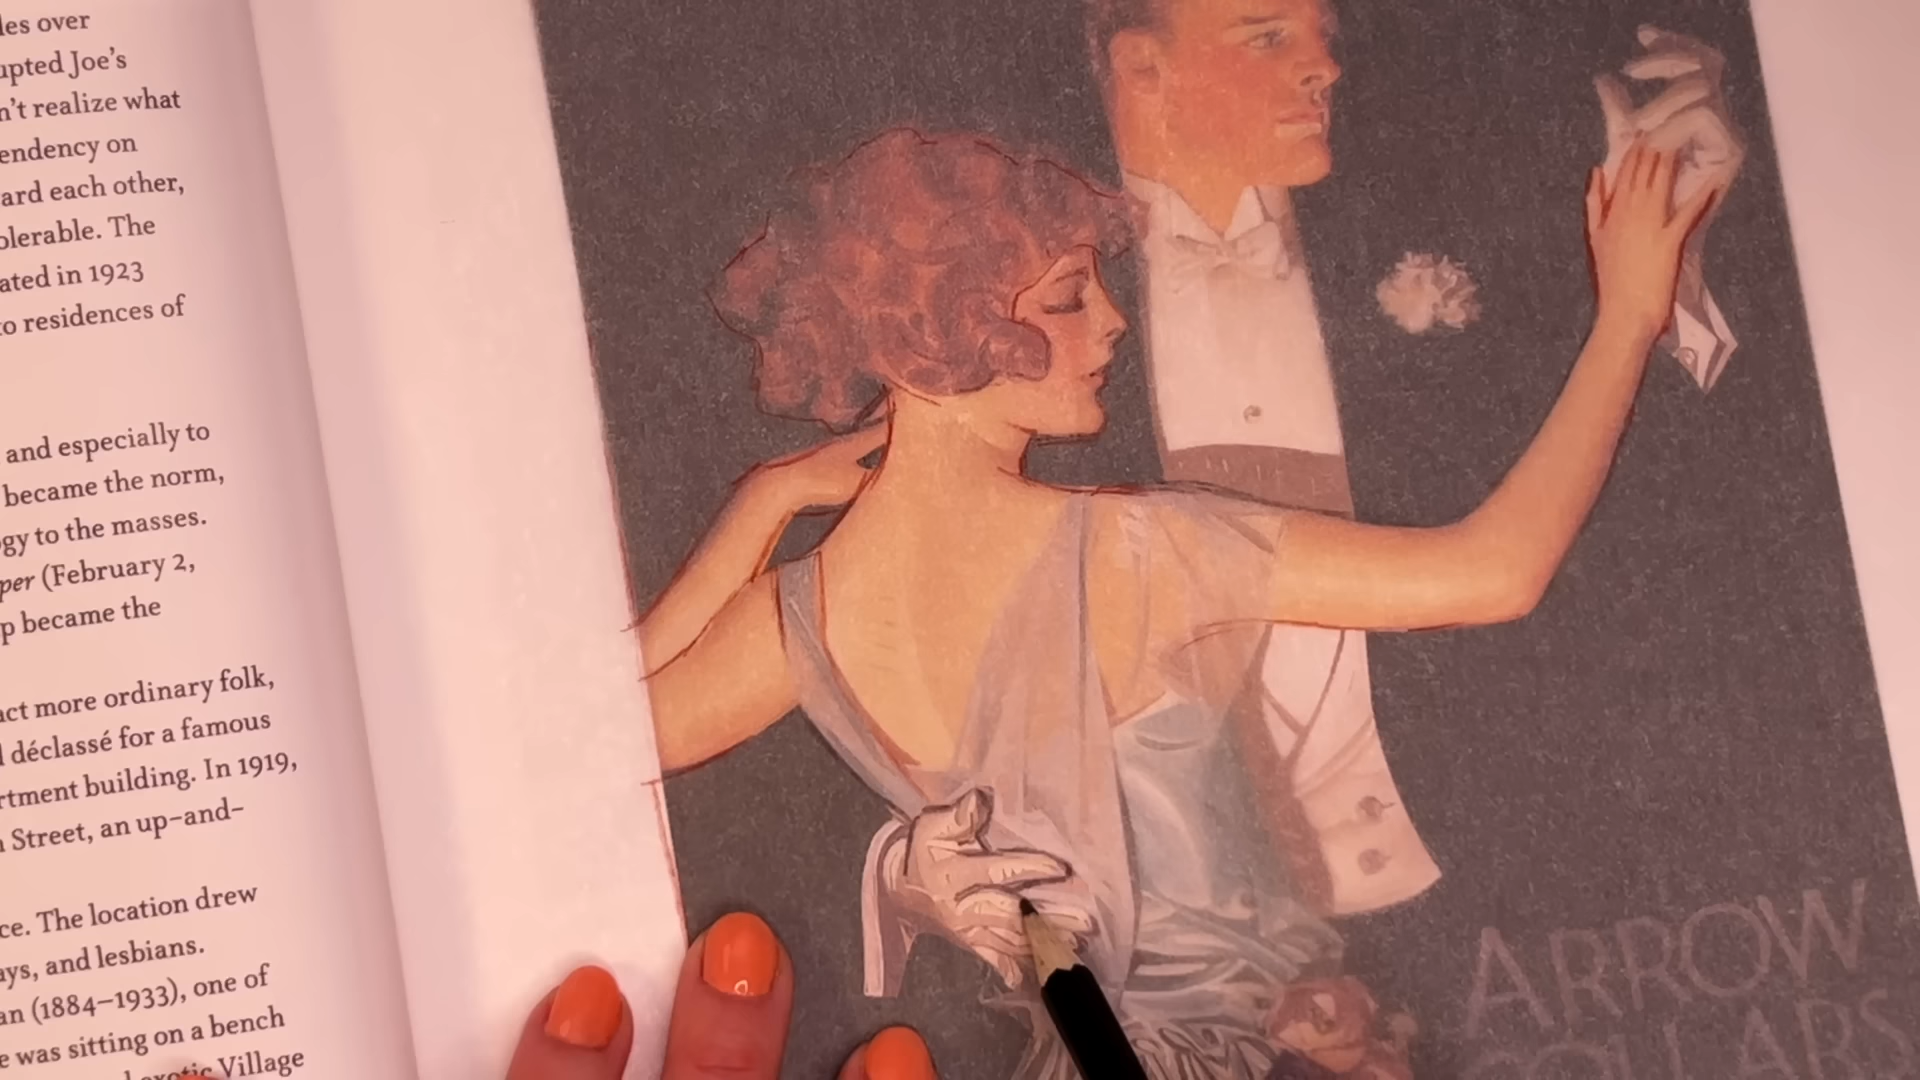 les over
upted Joe's
n't realize what
endency on
ard each other,
olerable. The
ated in 1923
to residences of
and especially to
became the norm,
gy to the masses.
per (February 2,
p became the
act more ordinary folk,
l déclassé for a famous
rtment building. In 1919,
n Street, an up-and-
ce. The location drew
ays, and lesbians.
an (1884–1933), one of
e was sitting on a bench
exotic Village
ARROW
COLLARS